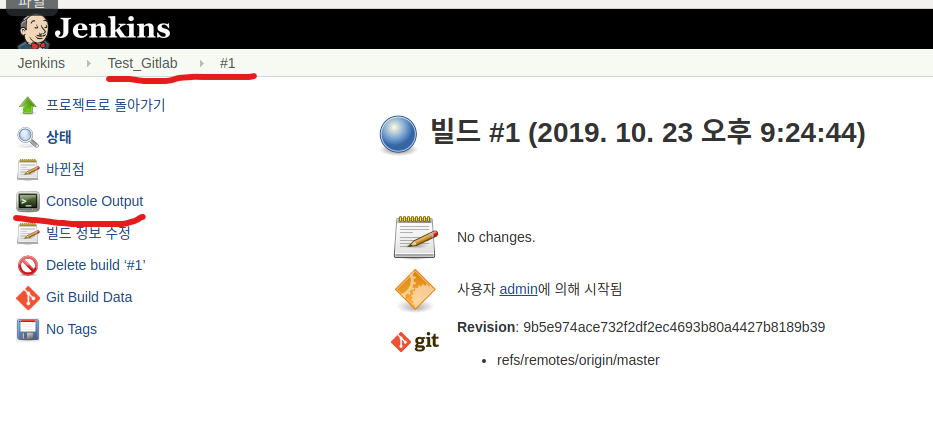 파일
Jenkins
Jenkins Test_Gitlab #1
프로젝트로 돌아가기
상태
바뀐점
Console Output
빌드 정보 수정
Delete build ‘#1’
Git Build Data
No Tags
빌드 #1 (2019. 10. 23 오후 9:24:44)
No changes.
사용자 admin에 의해 시작됨
git
Revision: 9b5e974ace732f2df2ec4693b80a4427b8189b39
refs/remotes/origin/master